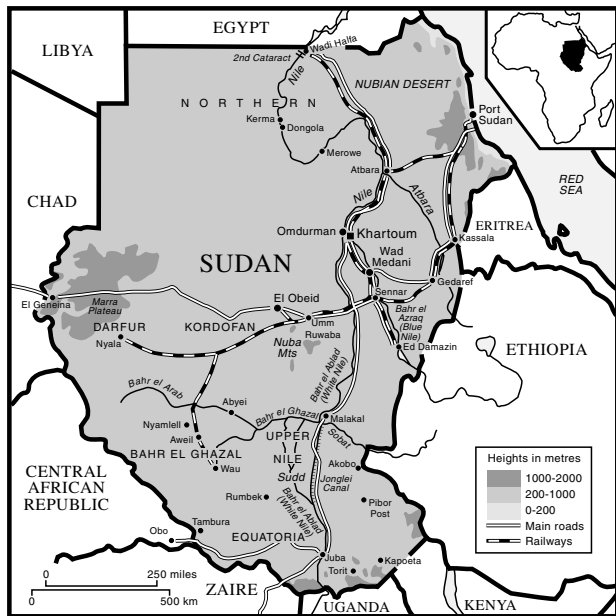 EGYPT
LIBYA
Wadi Halfa
2nd Cataract
Nile
NUBIAN DESERT
NORTHERN
Port
Sudan
Kerma
Dongola
Merowe
Atbara
RED
SEA
CHAD
Nile
Atbara
ERITREA
Omdurman
Khartoum
Kassala
Wad
Medani
SUDAN
Gedaref
Sennar
El Geneina
Marra
Plateau
El Obeid
Bahr el
Azraq
(Blue
Nile)
DARFUR
KORDOFAN
Umm
Ruwaba
Nyala
Nuba
Mts
Ed Damazin
ETHIOPIA
Bahr el Abiad
(White Nile)
Bahr el Arab
Abyei
Bahr el Ghazal
Malakal
Nyamlell
Aweil
UPPER
NILE
Sobat
BAHR EL GHAZAL
Wau
Sudd
Akobo
Jonglei
Canal
CENTRAL
AFRICAN
REPUBLIC
Rumbek
Bahr el Abiad
(White Nile)
Pibor
Post
Tambura
Obo
EQUATORIA
Juba
Kapoeta
Torit
ZAIRE
UGANDA
KENYA
Heights in metres
1000-2000
200-1000
0-200
Main roads
Railways
0 250 miles
0 500 km